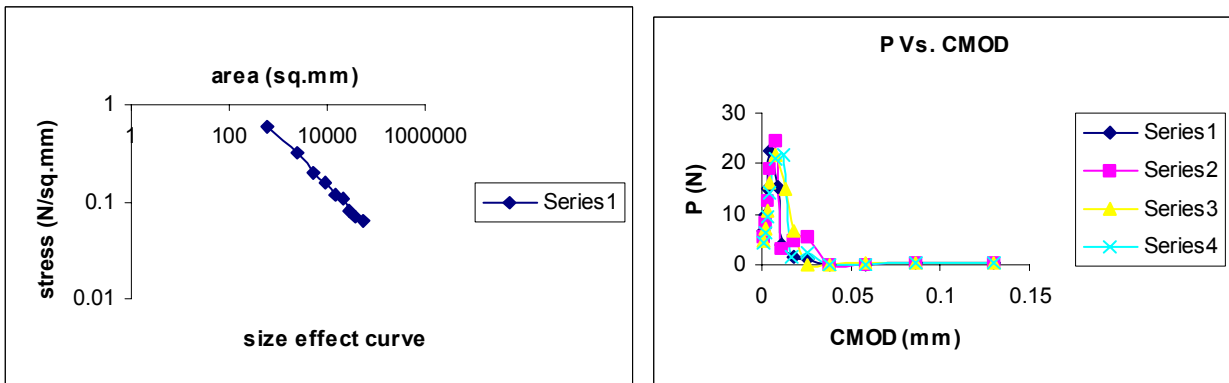 area (sq.mm)
1
1 100 10000 1000000
0.1
0.01
stress (N/sq.mm)
Series1
size effect curve
P Vs. CMOD
30
20
10
0
P (N)
0 0.05 0.1 0.15
CMOD (mm)
Series1
Series2
Series3
Series4